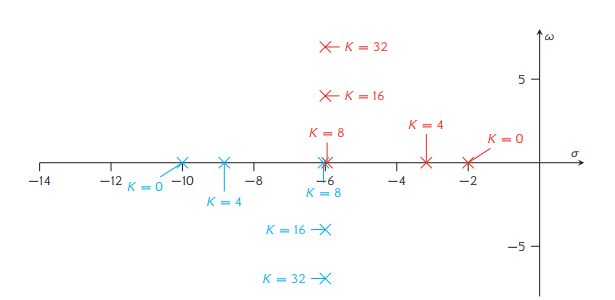 ω
K = 32
5
K = 16
K = 4
K = 8
K = 0
σ
−14
−12
−10
−8
−6
−4
−2
K = 0
K = 8
K = 4
K = 16
−5
K = 32